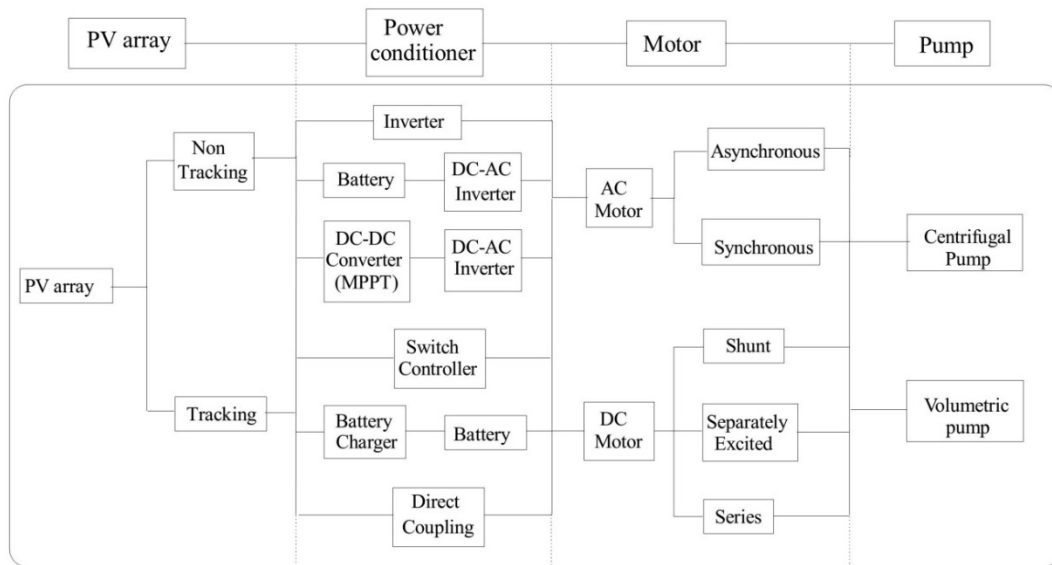 PV array
Power
conditioner
Motor
Pump
Inverter
Non
Tracking
Asynchronous
Battery
DC-AC
Inverter
AC
Motor
DC-DC
Converter
(MPPT)
DC-AC
Inverter
Synchronous
Centrifugal
Pump
PV array
Switch
Controller
Shunt
Tracking
Battery
Charger
Battery
DC
Motor
Separately
Excited
Volumetric
pump
Direct
Coupling
Series